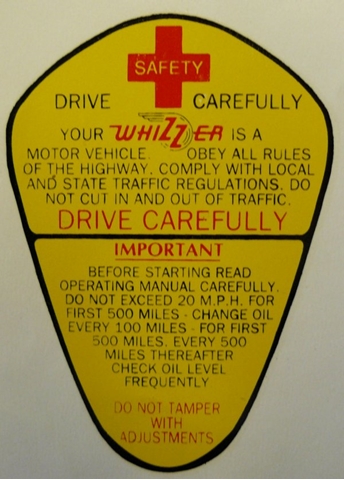 SAFETY
DRIVE CAREFULLY
YOUR WHIZZER IS A
MOTOR VEHICLE. OBEY ALL RULES
OF THE HIGHWAY. COMPLY WITH LOCAL
AND STATE TRAFFIC REGULATIONS. DO
NOT CUT IN AND OUT OF TRAFFIC.
DRIVE CAREFULLY
IMPORTANT
BEFORE STARTING READ
OPERATING MANUAL CAREFULLY.
DO NOT EXCEED 20 M.P.H. FOR
FIRST 500 MILES - CHANGE OIL
EVERY 100 MILES - FOR FIRST
500 MILES. EVERY 500
MILES THEREAFTER
CHECK OIL LEVEL
FREQUENTLY
DO NOT TAMPER
WITH
ADJUSTMENTS